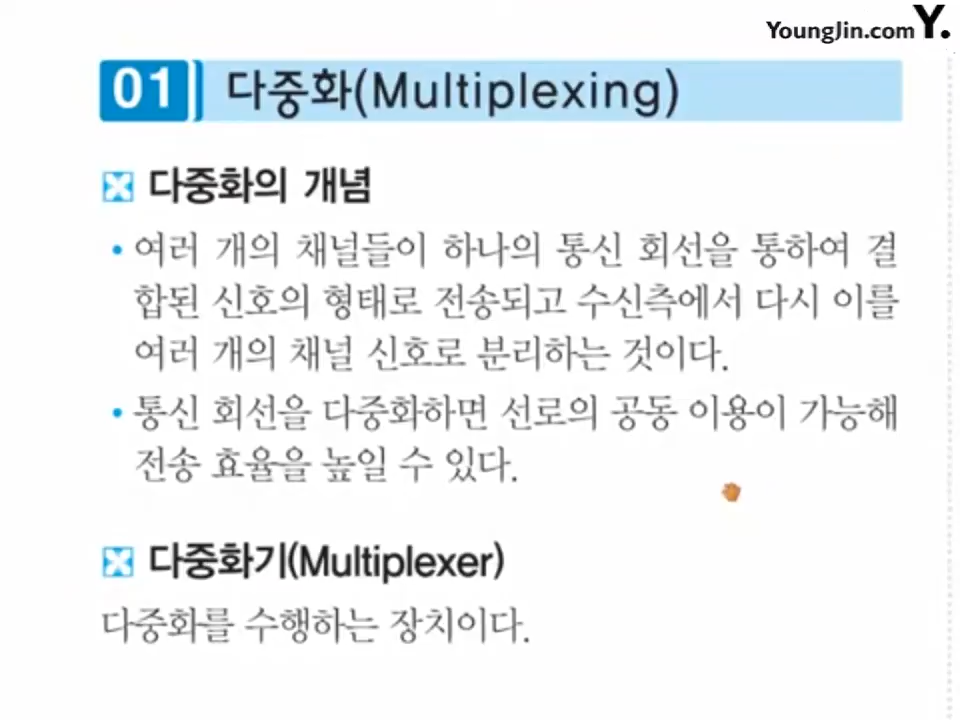 YoungJin.com Y.
01 다중화(Multiplexing)
다중화의 개념
• 여러 개의 채널들이 하나의 통신 회선을 통하여 결
합된 신호의 형태로 전송되고 수신측에서 다시 이를
여러 개의 채널 신호로 분리하는 것이다.
• 통신 회선을 다중화하면 선로의 공동 이용이 가능해
전송 효율을 높일 수 있다.
다중화기(Multiplexer)
다중화를 수행하는 장치이다.